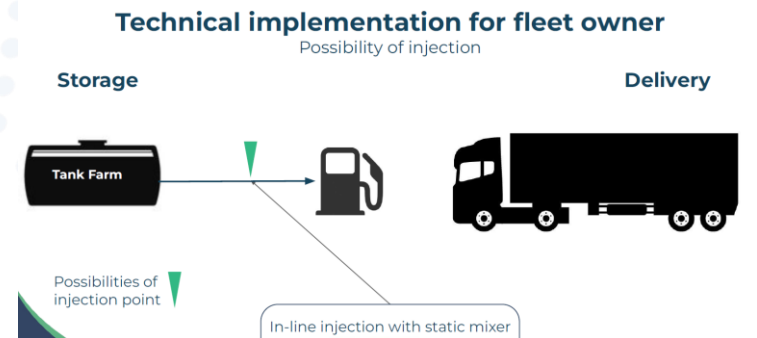 Technical implementation for fleet owner
Possibility of injection
Storage
Delivery
Tank Farm
Possibilities of
injection point
In-line injection with static mixer